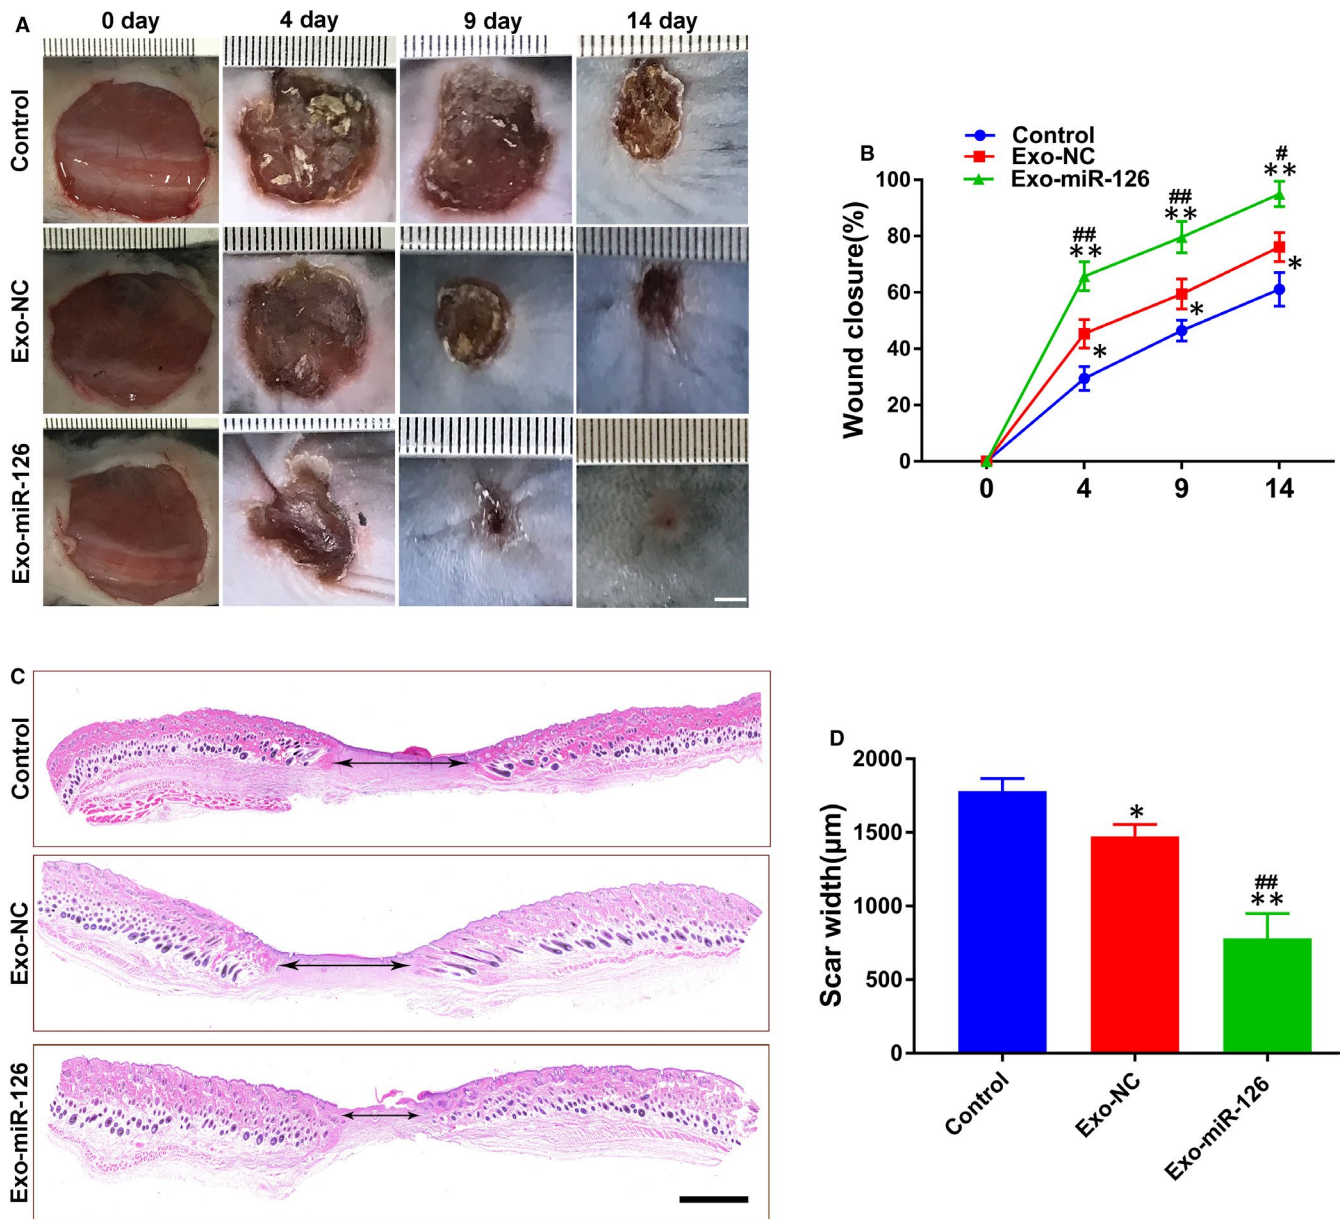 A
0 day
4 day
9 day
14 day
Control
Exo-NC
Exo-miR-126
B
Control
Exo-NC
Exo-miR-126
Wound closure(%)
100
80
60
40
20
0
0
4
9
14
##
**
##
**
#
**
*
*
*
C
Control
Exo-NC
Exo-miR-126
D
Scar width(μm)
2000
1500
1000
500
0
*
##
**
Control
Exo-NC
Exo-miR-126